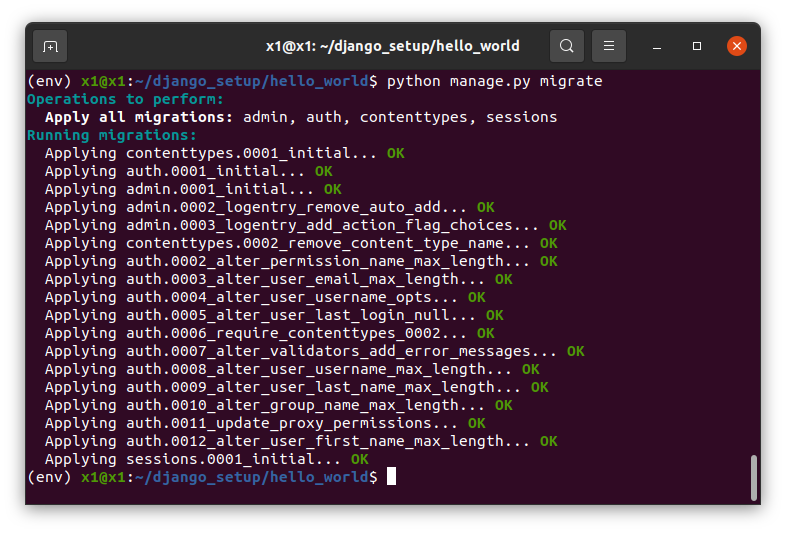 x1@x1: ~/django_setup/hello_world
(env) x1@x1:~/django_setup/hello_world$ python manage.py migrate
Operations to perform:
  Apply all migrations: admin, auth, contenttypes, sessions
Running migrations:
  Applying contenttypes.0001_initial... OK
  Applying auth.0001_initial... OK
  Applying admin.0001_initial... OK
  Applying admin.0002_logentry_remove_auto_add... OK
  Applying admin.0003_logentry_add_action_flag_choices... OK
  Applying contenttypes.0002_remove_content_type_name... OK
  Applying auth.0002_alter_permission_name_max_length... OK
  Applying auth.0003_alter_user_email_max_length... OK
  Applying auth.0004_alter_user_username_opts... OK
  Applying auth.0005_alter_user_last_login_null... OK
  Applying auth.0006_require_contenttypes_0002... OK
  Applying auth.0007_alter_validators_add_error_messages... OK
  Applying auth.0008_alter_user_username_max_length... OK
  Applying auth.0009_alter_user_last_name_max_length... OK
  Applying auth.0010_alter_group_name_max_length... OK
  Applying auth.0011_update_proxy_permissions... OK
  Applying auth.0012_alter_user_first_name_max_length... OK
  Applying sessions.0001_initial... OK
(env) x1@x1:~/django_setup/hello_world$